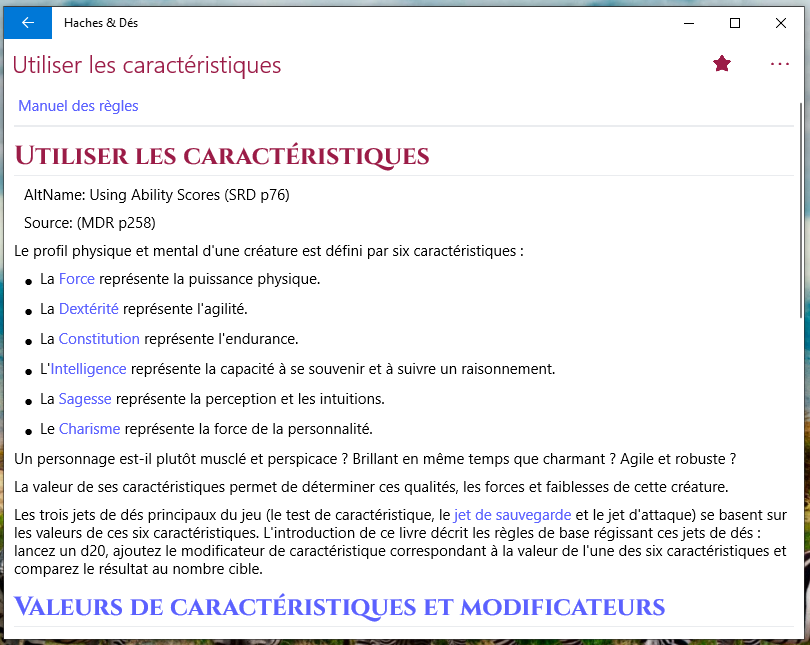 Haches & Dés
Utiliser les caractéristiques
Manuel des règles
Utiliser les caractéristiques
AltName: Using Ability Scores (SRD p76)
Source: (MDR p258)
Le profil physique et mental d'une créature est défini par six caractéristiques :
● La Force représente la puissance physique.
● La Dextérité représente l'agilité.
● La Constitution représente l'endurance.
● L'Intelligence représente la capacité à se souvenir et à suivre un raisonnement.
● La Sagesse représente la perception et les intuitions.
● Le Charisme représente la force de la personnalité.
Un personnage est-il plutôt musclé et perspicace ? Brillant en même temps que charmant ? Agile et robuste ?
La valeur de ses caractéristiques permet de déterminer ces qualités, les forces et faiblesses de cette créature.
Les trois jets de dés principaux du jeu (le test de caractéristique, le jet de sauvegarde et le jet d'attaque) se basent sur
les valeurs de ces six caractéristiques. L'introduction de ce livre décrit les règles de base régissant ces jets de dés :
lancez un d20, ajoutez le modificateur de caractéristique correspondant à la valeur de l'une des six caractéristiques et
comparez le résultat au nombre cible.
Valeurs de caractéristiques et modificateurs